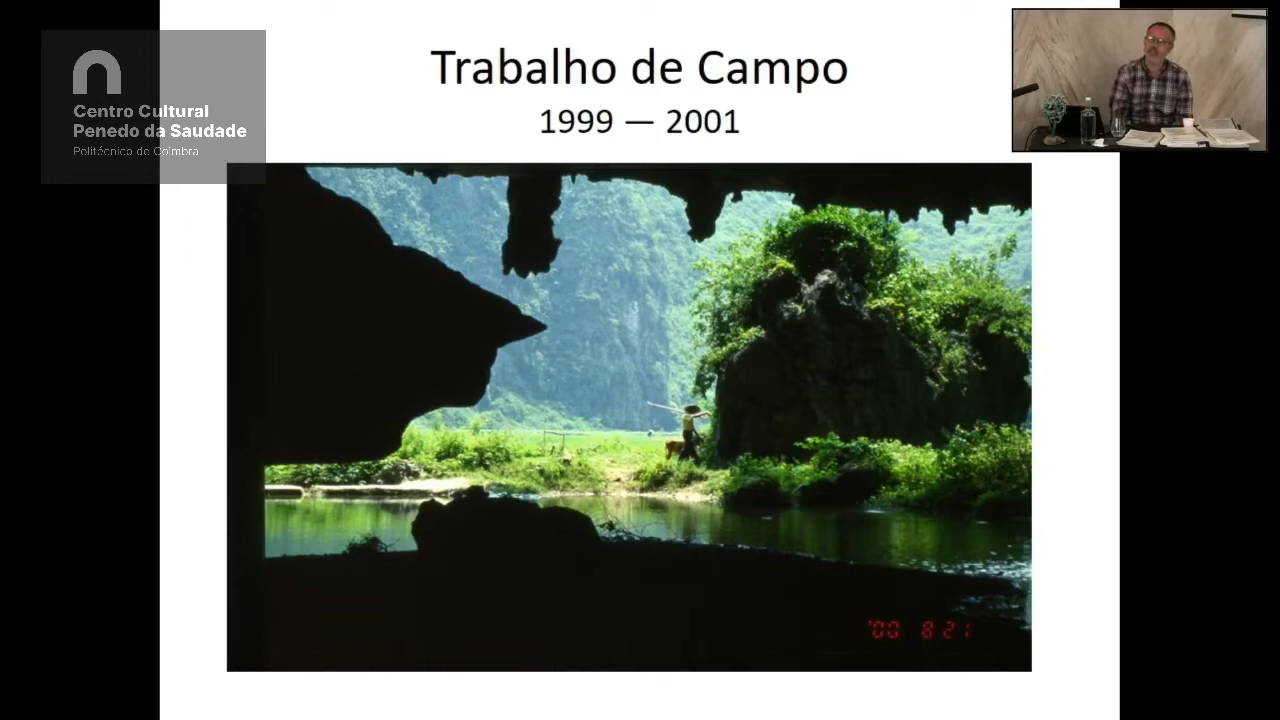 Trabalho de Campo
1999 — 2001
Centro Cultural
Penedo da Saudade
Politécnico de Coimbra
'00 8 21